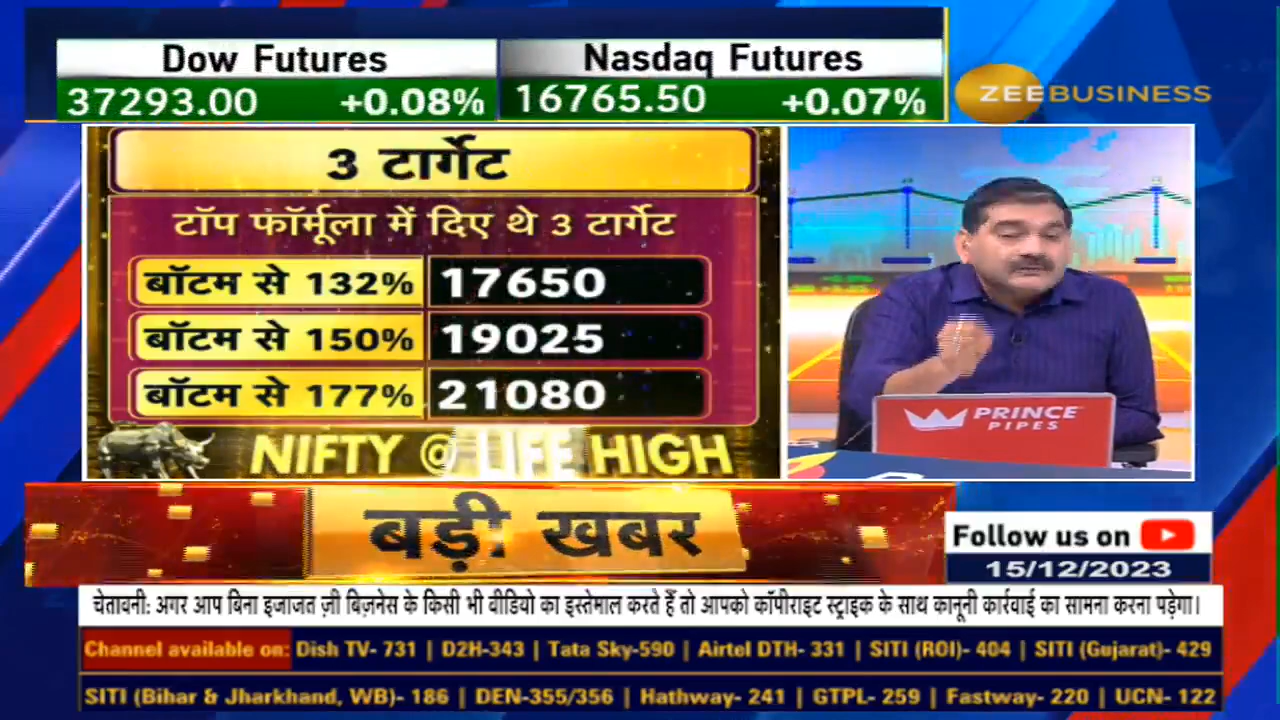 Dow Futures
37293.00 +0.08%
Nasdaq Futures
16765.50 +0.07%
ZEEBUSINESS
3 टार्गेट
टॉप फॉर्मूला में दिए थे 3 टार्गेट
बॉटम से 132% 17650
बॉटम से 150% 19025
बॉटम से 177% 21080
NIFTY @ LIFE HIGH
PRINCE
PIPES
बड़ी खबर
Follow us on
15/12/2023
चेतावनी: अगर आप बिना इजाजत ज़ी बिज़नेस के किसी भी वीडियो का इस्तेमाल करते हैं तो आपको कॉपीराइट स्ट्राइक के साथ कानूनी कार्रवाई का सामना करना पड़ेगा।
Channel available on: Dish TV- 731 | D2H-343 | Tata Sky-590 | Airtel DTH- 331 | SITI (ROI)- 404 | SITI (Gujarat)- 429
SITI (Bihar & Jharkhand, WB)- 186 | DEN-355/356 | Hathway- 241 | GTPL- 259 | Fastway- 220 | UCN- 122